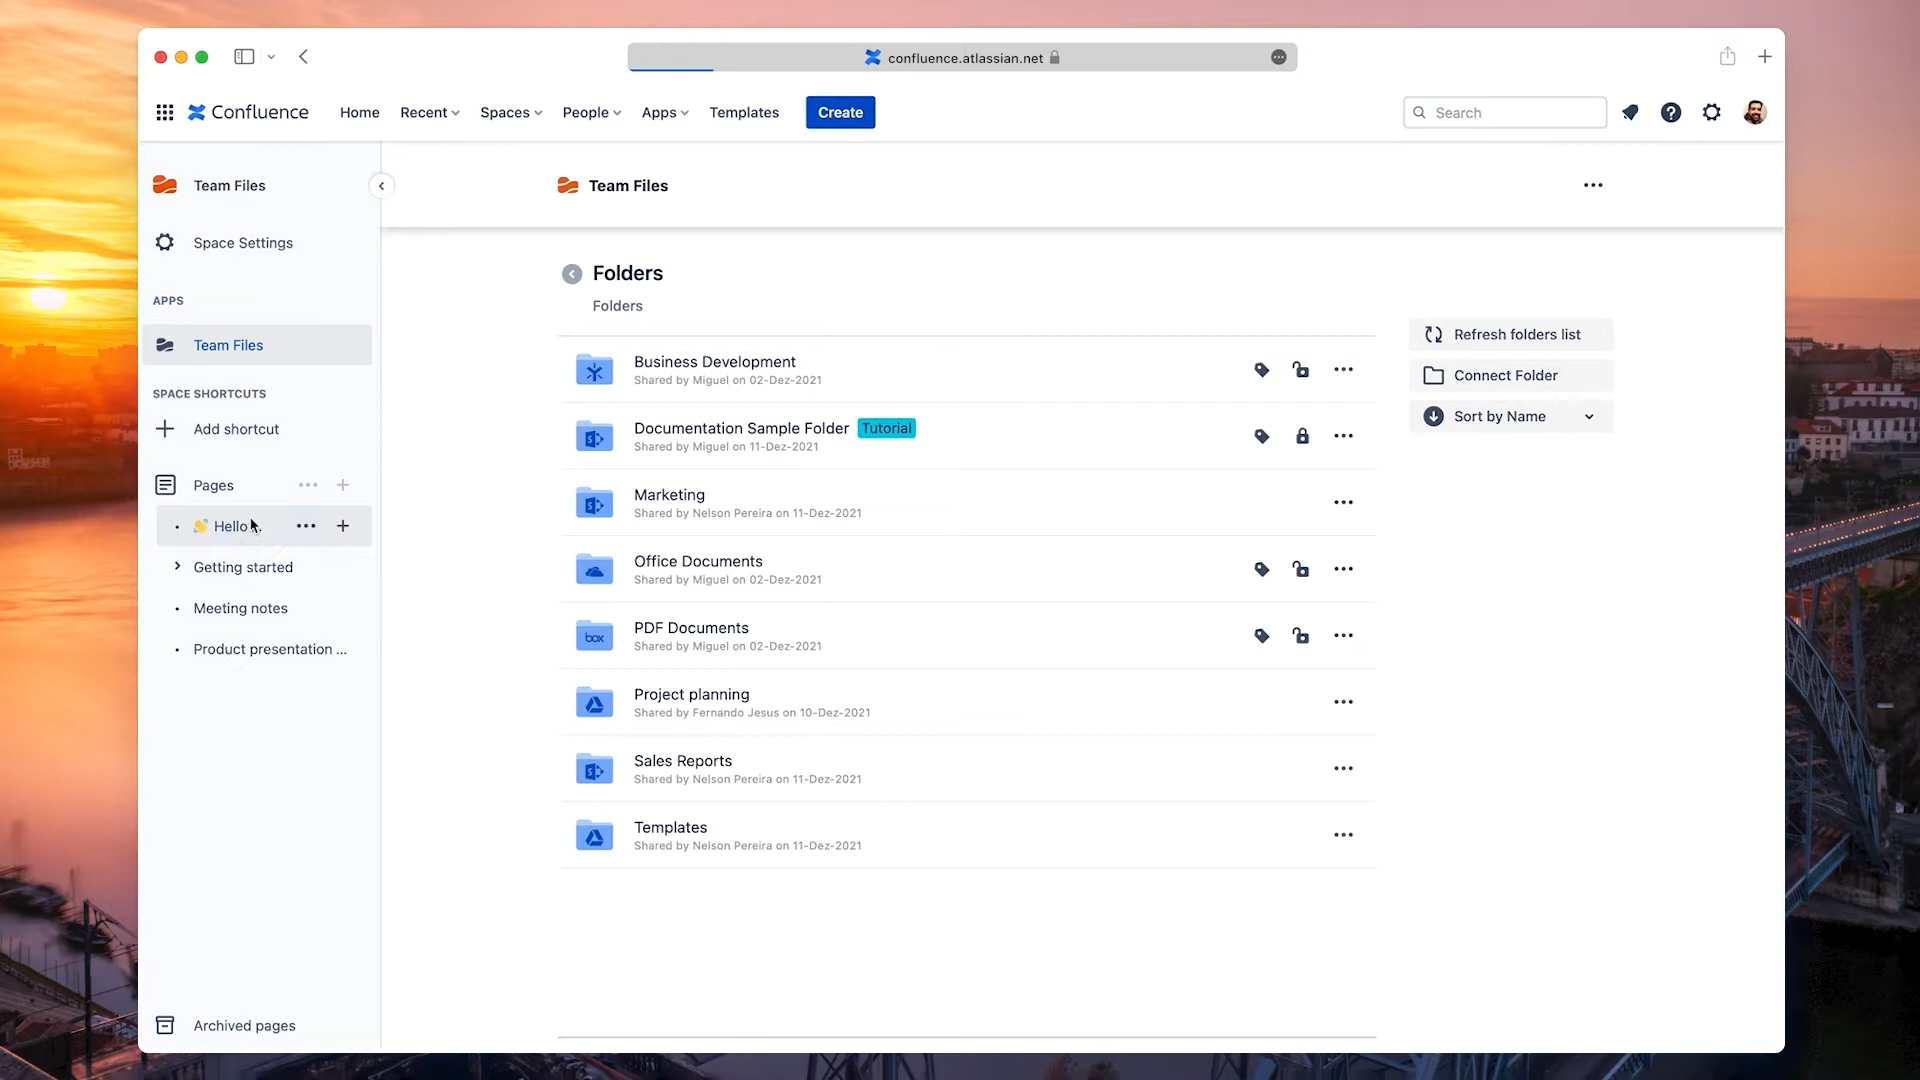 confluence.atlassian.net
Confluence
Home
Recent
Spaces
People
Apps
Templates
Create
Search
Team Files
Space Settings
APPS
Team Files
SPACE SHORTCUTS
Add shortcut
Pages
Hello
Getting started
Meeting notes
Product presentation ...
Archived pages
Team Files
Folders
Folders
Business Development
Shared by Miguel on 02-Dez-2021
Documentation Sample Folder Tutorial
Shared by Miguel on 11-Dez-2021
Marketing
Shared by Nelson Pereira on 11-Dez-2021
Office Documents
Shared by Miguel on 02-Dez-2021
box
PDF Documents
Shared by Miguel on 02-Dez-2021
Project planning
Shared by Fernando Jesus on 10-Dez-2021
Sales Reports
Shared by Nelson Pereira on 11-Dez-2021
Templates
Shared by Nelson Pereira on 11-Dez-2021
Refresh folders list
Connect Folder
Sort by Name